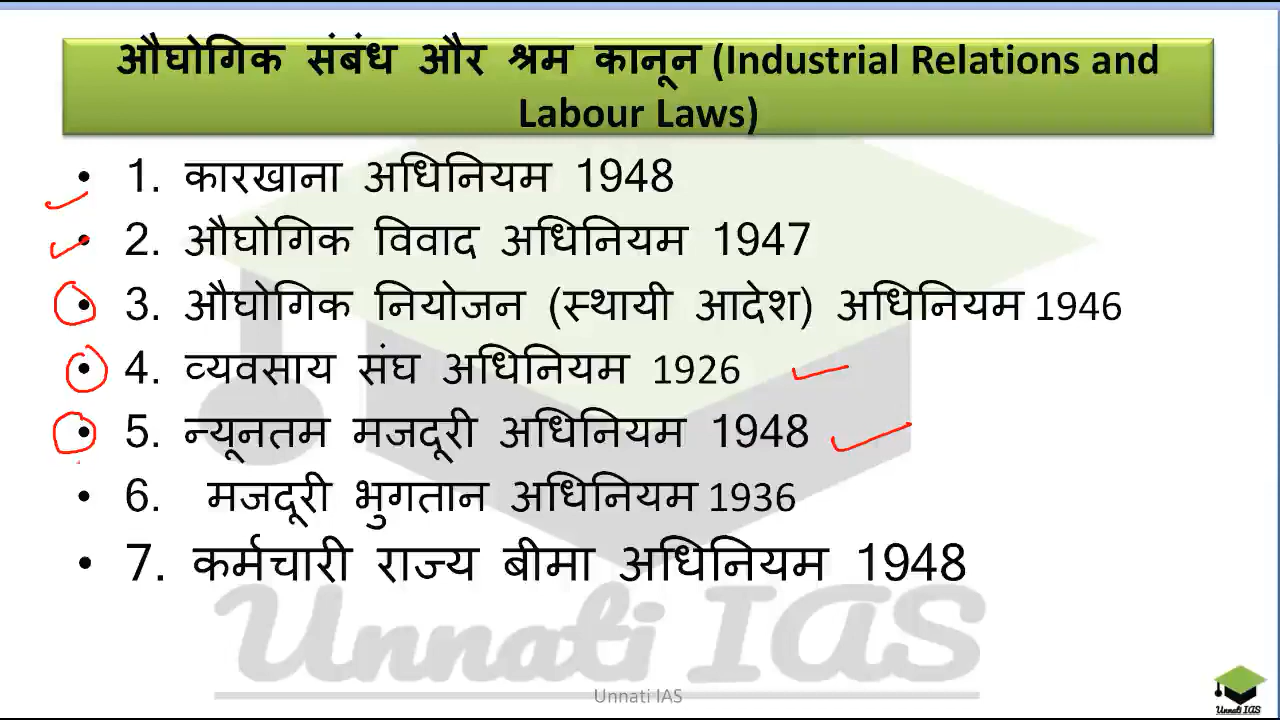 औघोगिक संबंध और श्रम कानून (Industrial Relations and
Labour Laws)
• 1. कारखाना अधिनियम 1948
• 2. औघोगिक विवाद अधिनियम 1947
• 3. औघोगिक नियोजन (स्थायी आदेश) अधिनियम 1946
• 4. व्यवसाय संघ अधिनियम 1926
• 5. न्यूनतम मजदूरी अधिनियम 1948
• 6. मजदूरी भुगतान अधिनियम 1936
• 7. कर्मचारी राज्य बीमा अधिनियम 1948
Unnati IAS
Unnati IAS
Unnati IAS